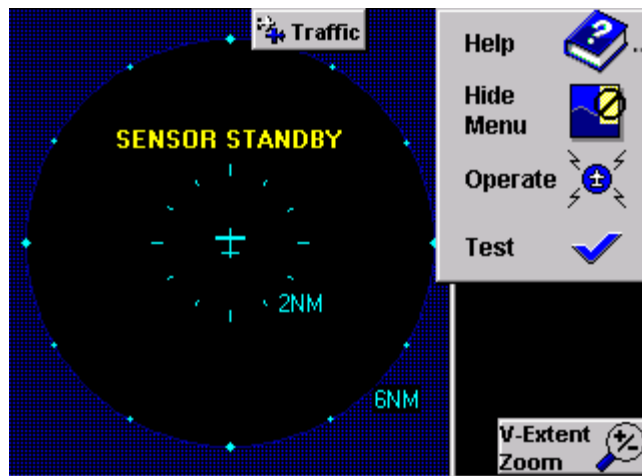 Traffic
Help
..
Hide
Menu
SENSOR STANDBY
Operate
Test
2NM
6NM
V-Extent
Zoom